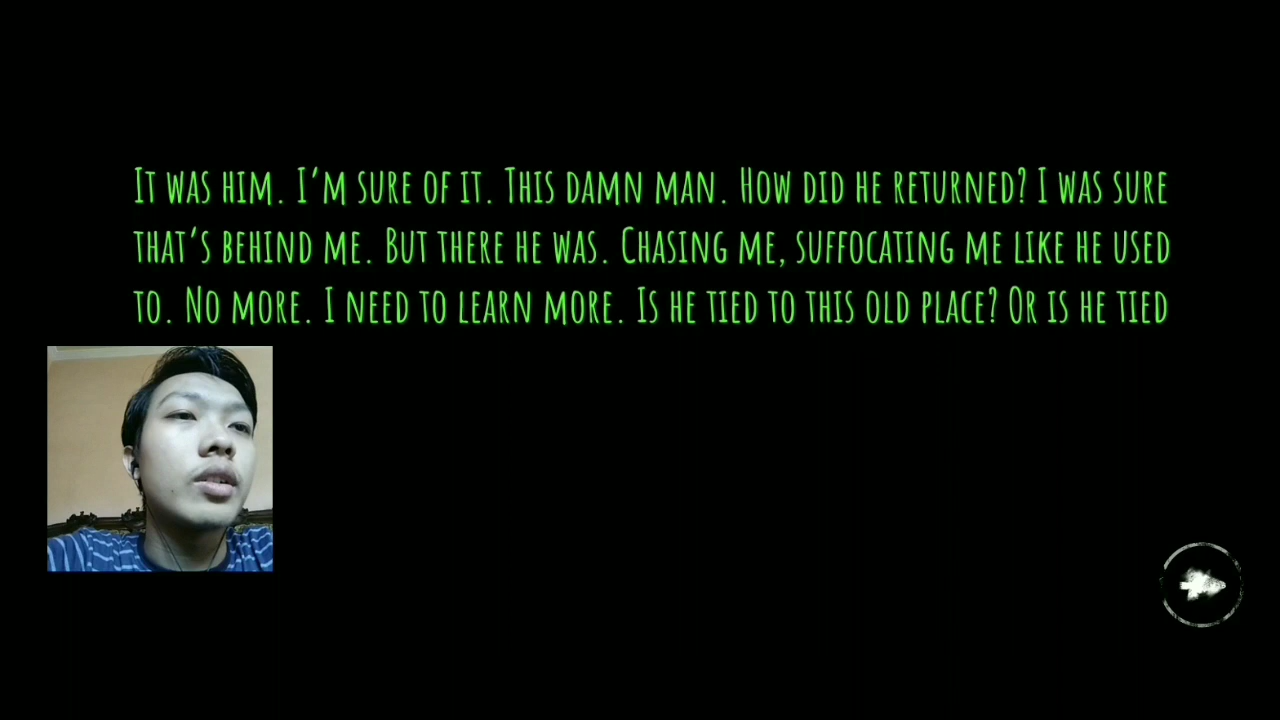 It was him. I'm sure of it. This damn man. How did he returned? I was sure
that's behind me. But there he was. Chasing me, suffocating me like he used
to. No more. I need to learn more. Is he tied to this old place? Or is he tied